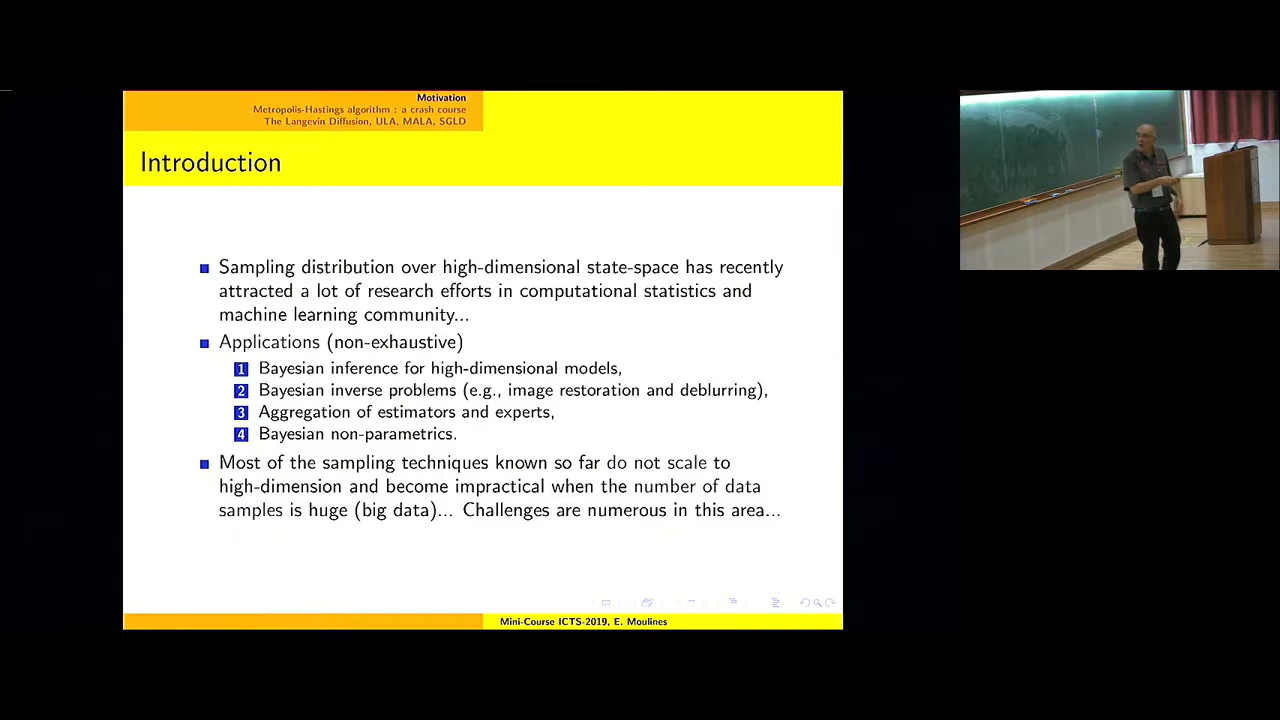 Motivation
Metropolis-Hastings algorithm : a crash course
The Langevin Diffusion, ULA, MALA, SGLD
Introduction
Sampling distribution over high-dimensional state-space has recently
attracted a lot of research efforts in computational statistics and
machine learning community...
Applications (non-exhaustive)
1 Bayesian inference for high-dimensional models,
2 Bayesian inverse problems (e.g., image restoration and deblurring),
3 Aggregation of estimators and experts,
4 Bayesian non-parametrics.
Most of the sampling techniques known so far do not scale to
high-dimension and become impractical when the number of data
samples is huge (big data)... Challenges are numerous in this area...
Mini-Course ICTS-2019, E. Moulines